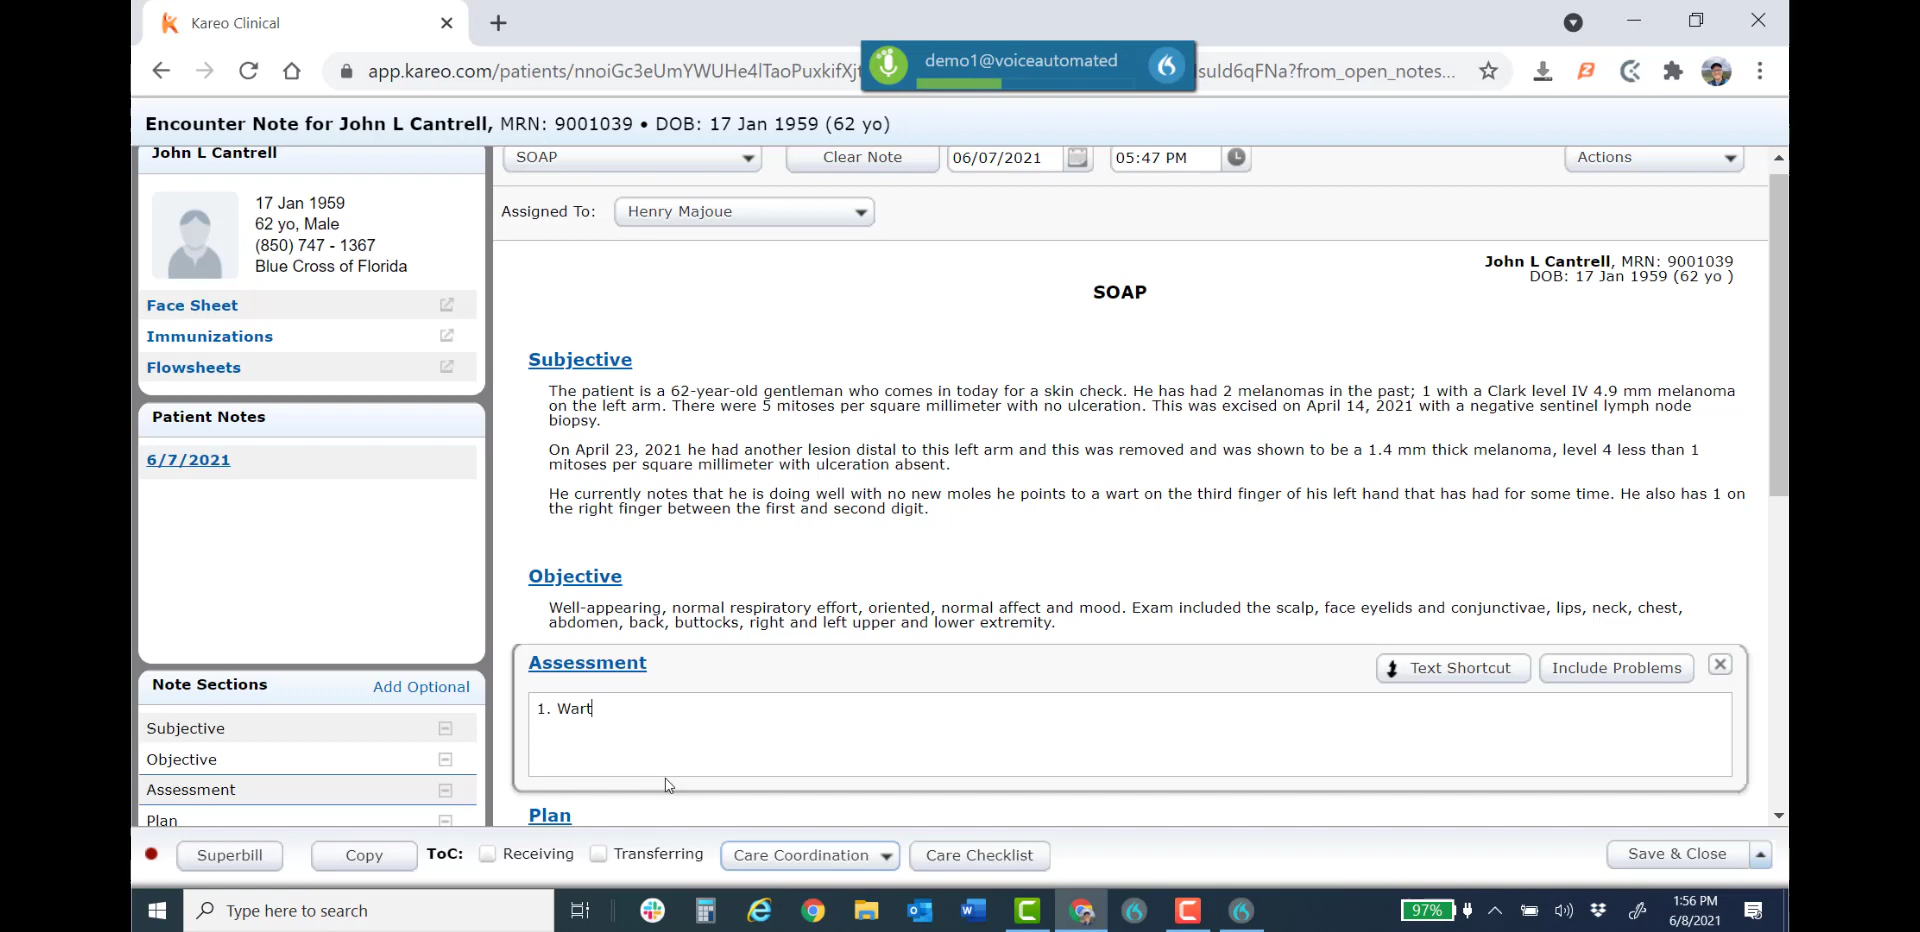 Kareo Clinical
app.kareo.com/patients/nnoiGc3eUmYWUHe4lTaoPuxkifXjt
demo1@voiceautomated
suld6qFNa?from_open_notes...
Encounter Note for John L Cantrell, MRN: 9001039 • DOB: 17 Jan 1959 (62 yo)
John L Cantrell
17 Jan 1959
62 yo, Male
(850) 747 - 1367
Blue Cross of Florida
Face Sheet
Immunizations
Flowsheets
Patient Notes
6/7/2021
Note Sections
Add Optional
Subjective
Objective
Assessment
Plan
SOAP
Clear Note
06/07/2021
05:47 PM
Actions
Assigned To:
Henry Majoue
John L Cantrell, MRN: 9001039
DOB: 17 Jan 1959 (62 yo )
SOAP
Subjective
The patient is a 62-year-old gentleman who comes in today for a skin check. He has had 2 melanomas in the past; 1 with a Clark level IV 4.9 mm melanoma
on the left arm. There were 5 mitoses per square millimeter with no ulceration. This was excised on April 14, 2021 with a negative sentinel lymph node
biopsy.
On April 23, 2021 he had another lesion distal to this left arm and this was removed and was shown to be a 1.4 mm thick melanoma, level 4 less than 1
mitoses per square millimeter with ulceration absent.
He currently notes that he is doing well with no new moles he points to a wart on the third finger of his left hand that has had for some time. He also has 1 on
the right finger between the first and second digit.
Objective
Well-appearing, normal respiratory effort, oriented, normal affect and mood. Exam included the scalp, face eyelids and conjunctivae, lips, neck, chest,
abdomen, back, buttocks, right and left upper and lower extremity.
Assessment
Text Shortcut
Include Problems
1. Wart
Plan
Superbill
Copy
ToC:
Receiving
Transferring
Care Coordination
Care Checklist
Save & Close
Type here to search
97%
1:56 PM
6/8/2021